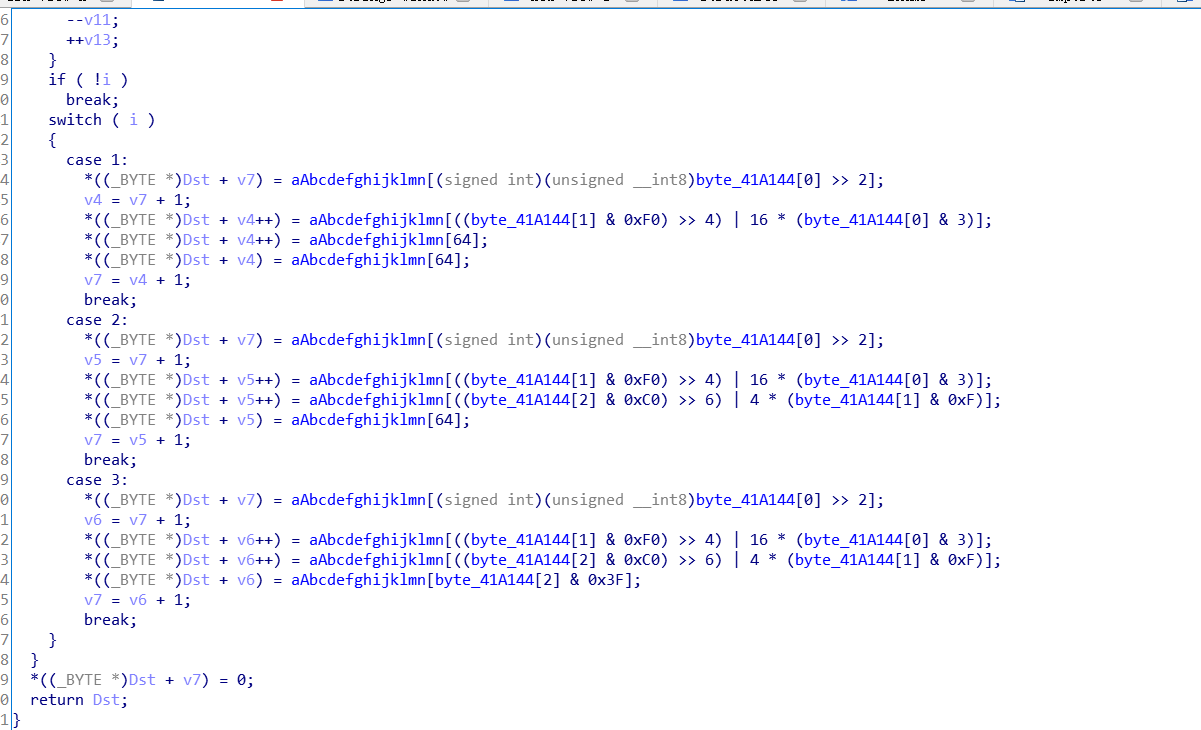 6 --v11;
7 ++v13;
8 }
9 if ( !i )
0 break;
1 switch ( i )
2 {
3 case 1:
4 *((_BYTE *)Dst + v7) = aAbcdefghijklmn[(signed int)(unsigned __int8)byte_41A144[0] >> 2];
5 v4 = v7 + 1;
6 *((_BYTE *)Dst + v4++) = aAbcdefghijklmn[((byte_41A144[1] & 0xF0) >> 4) | 16 * (byte_41A144[0] & 3)];
7 *((_BYTE *)Dst + v4++) = aAbcdefghijklmn[64];
8 *((_BYTE *)Dst + v4) = aAbcdefghijklmn[64];
9 v7 = v4 + 1;
0 break;
1 case 2:
2 *((_BYTE *)Dst + v7) = aAbcdefghijklmn[(signed int)(unsigned __int8)byte_41A144[0] >> 2];
3 v5 = v7 + 1;
4 *((_BYTE *)Dst + v5++) = aAbcdefghijklmn[((byte_41A144[1] & 0xF0) >> 4) | 16 * (byte_41A144[0] & 3)];
5 *((_BYTE *)Dst + v5++) = aAbcdefghijklmn[((byte_41A144[2] & 0xC0) >> 6) | 4 * (byte_41A144[1] & 0xF)];
6 *((_BYTE *)Dst + v5) = aAbcdefghijklmn[64];
7 v7 = v5 + 1;
8 break;
9 case 3:
0 *((_BYTE *)Dst + v7) = aAbcdefghijklmn[(signed int)(unsigned __int8)byte_41A144[0] >> 2];
1 v6 = v7 + 1;
2 *((_BYTE *)Dst + v6++) = aAbcdefghijklmn[((byte_41A144[1] & 0xF0) >> 4) | 16 * (byte_41A144[0] & 3)];
3 *((_BYTE *)Dst + v6++) = aAbcdefghijklmn[((byte_41A144[2] & 0xC0) >> 6) | 4 * (byte_41A144[1] & 0xF)];
4 *((_BYTE *)Dst + v6) = aAbcdefghijklmn[byte_41A144[2] & 0x3F];
5 v7 = v6 + 1;
6 break;
7 }
8 }
9 *((_BYTE *)Dst + v7) = 0;
0 return Dst;
1 }